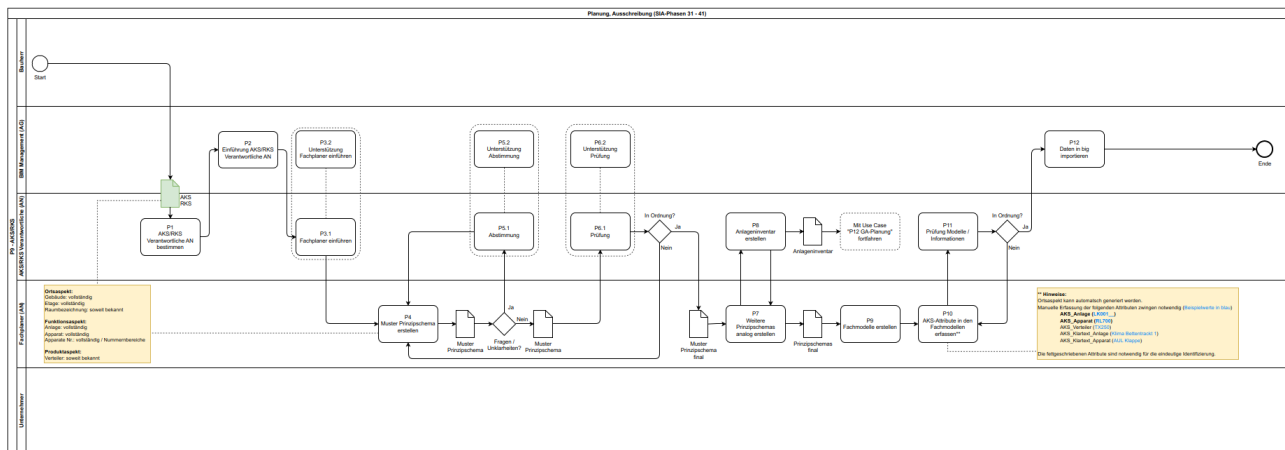 Planung, Ausschreibung (SIA-Phasen 31 - 41)
P9 - AKS/RKS
Bauherr
Start
BIM Management (AG)
P2
Einführung AKS/RKS
Verantwortliche AN
P3.2
Unterstützung
Fachplaner einführen
P5.2
Unterstützung
Abstimmung
P6.2
Unterstützung
Prüfung
P12
Daten in big
importieren
Ende
AKS/RKS Verantwortliche (AN)
AKS
RKS
P1
AKS/RKS
Verantwortliche AN
bestimmen
P3.1
Fachplaner einführen
P5.1
Abstimmung
P6.1
Prüfung
In Ordnung?
Ja
Nein
P8
Anlageninventar
erstellen
Anlageninventar
Mit Use Case
"P12 GA-Planung"
fortfahren
P11
Prüfung Modelle /
Informationen
In Ordnung?
Ja
Nein
Fachplaner (AN)
Ortsaspekt:
Gebäude: vollständig
Etage: vollständig
Raumbezeichnung: soweit bekannt
Funktionsaspekt:
Anlage: vollständig
Apparat: vollständig
Apparate Nr.: vollständig / Nummernbereiche
Produktaspekt:
Verteiler: soweit bekannt
P4
Muster Prinzipschema
erstellen
Muster
Prinzipschema
Ja
Nein
Fragen /
Unklarheiten?
Muster
Prinzipschema
Muster
Prinzipschema
final
P7
Weitere
Prinzipschemas
analog erstellen
Prinzipschemas
final
P9
Fachmodelle erstellen
P10
AKS-Attribute in den
Fachmodellen
erfassen**
** Hinweise:
Ortsaspekt kann automatisch generiert werden.
Manuelle Erfassung der folgenden Attributen zwingen notwendig (Beispielwerte in blau)
AKS_Anlage (LK001__)
AKS_Apparat (RL700)
AKS_Verteiler (TX250)
AKS_Klartext_Anlage (Klima Bettentrackt 1)
AKS_Klartext_Apparat (AUL Klappe)
Die fettgeschriebenen Attribute sind notwendig für die eindeutige Identifizierung.
Unternehmer